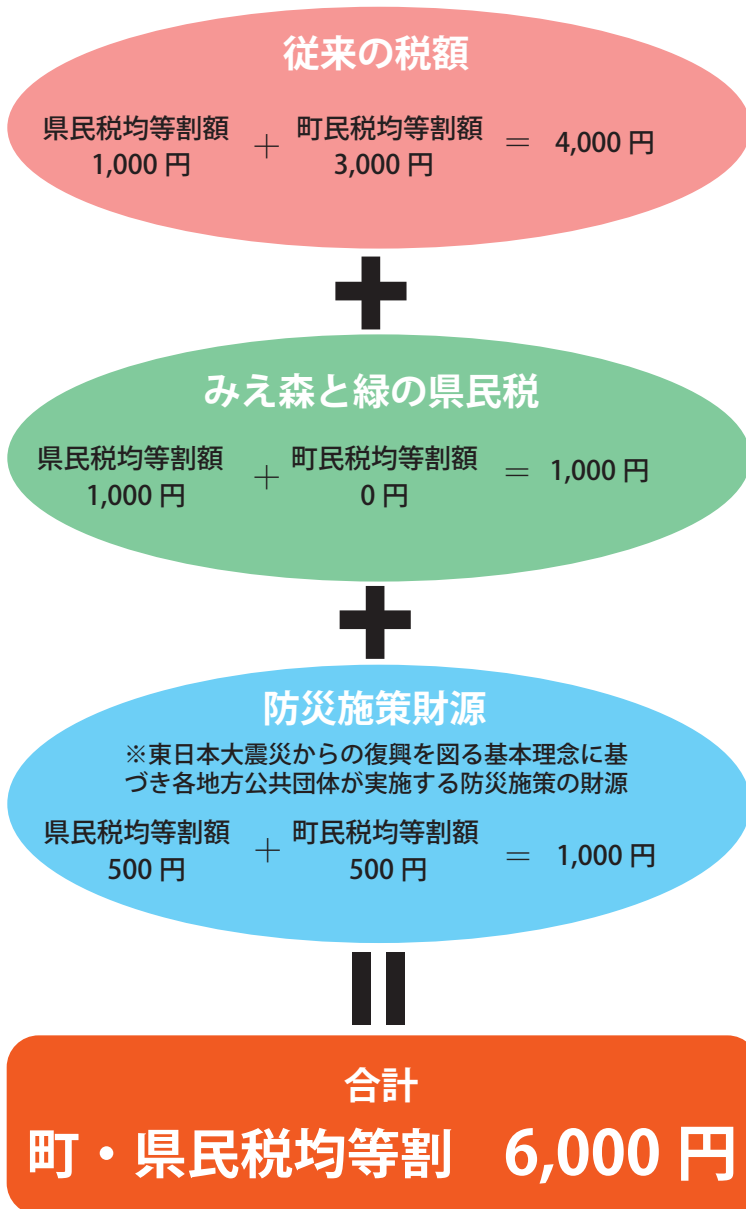 従来の税額
県民税均等割額 + 町民税均等割額 = 4,000 円
1,000 円 3,000 円
+
みえ森と緑の県民税
県民税均等割額 + 町民税均等割額 = 1,000 円
1,000 円 0 円
+
防災施策財源
※東日本大震災からの復興を図る基本理念に基
づき各地方公共団体が実施する防災施策の財源
県民税均等割額 + 町民税均等割額 = 1,000 円
500 円 500 円
=
合計
町・県民税均等割 6,000 円